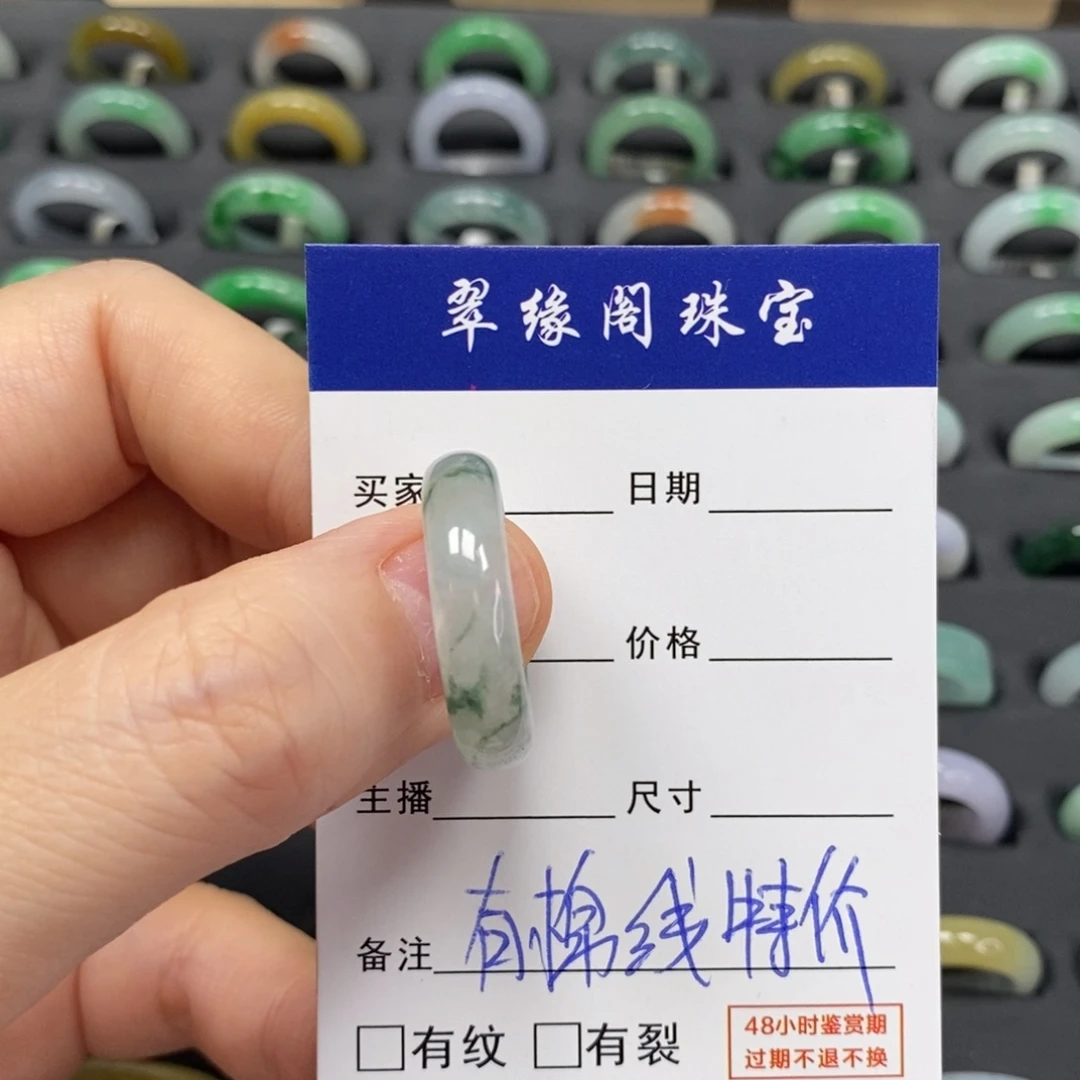 翠缘阁珠宝
买家 日期
价格
主播 尺寸
备注 有棉线特价
有纹 有裂
48小时鉴赏期
过期不退不换